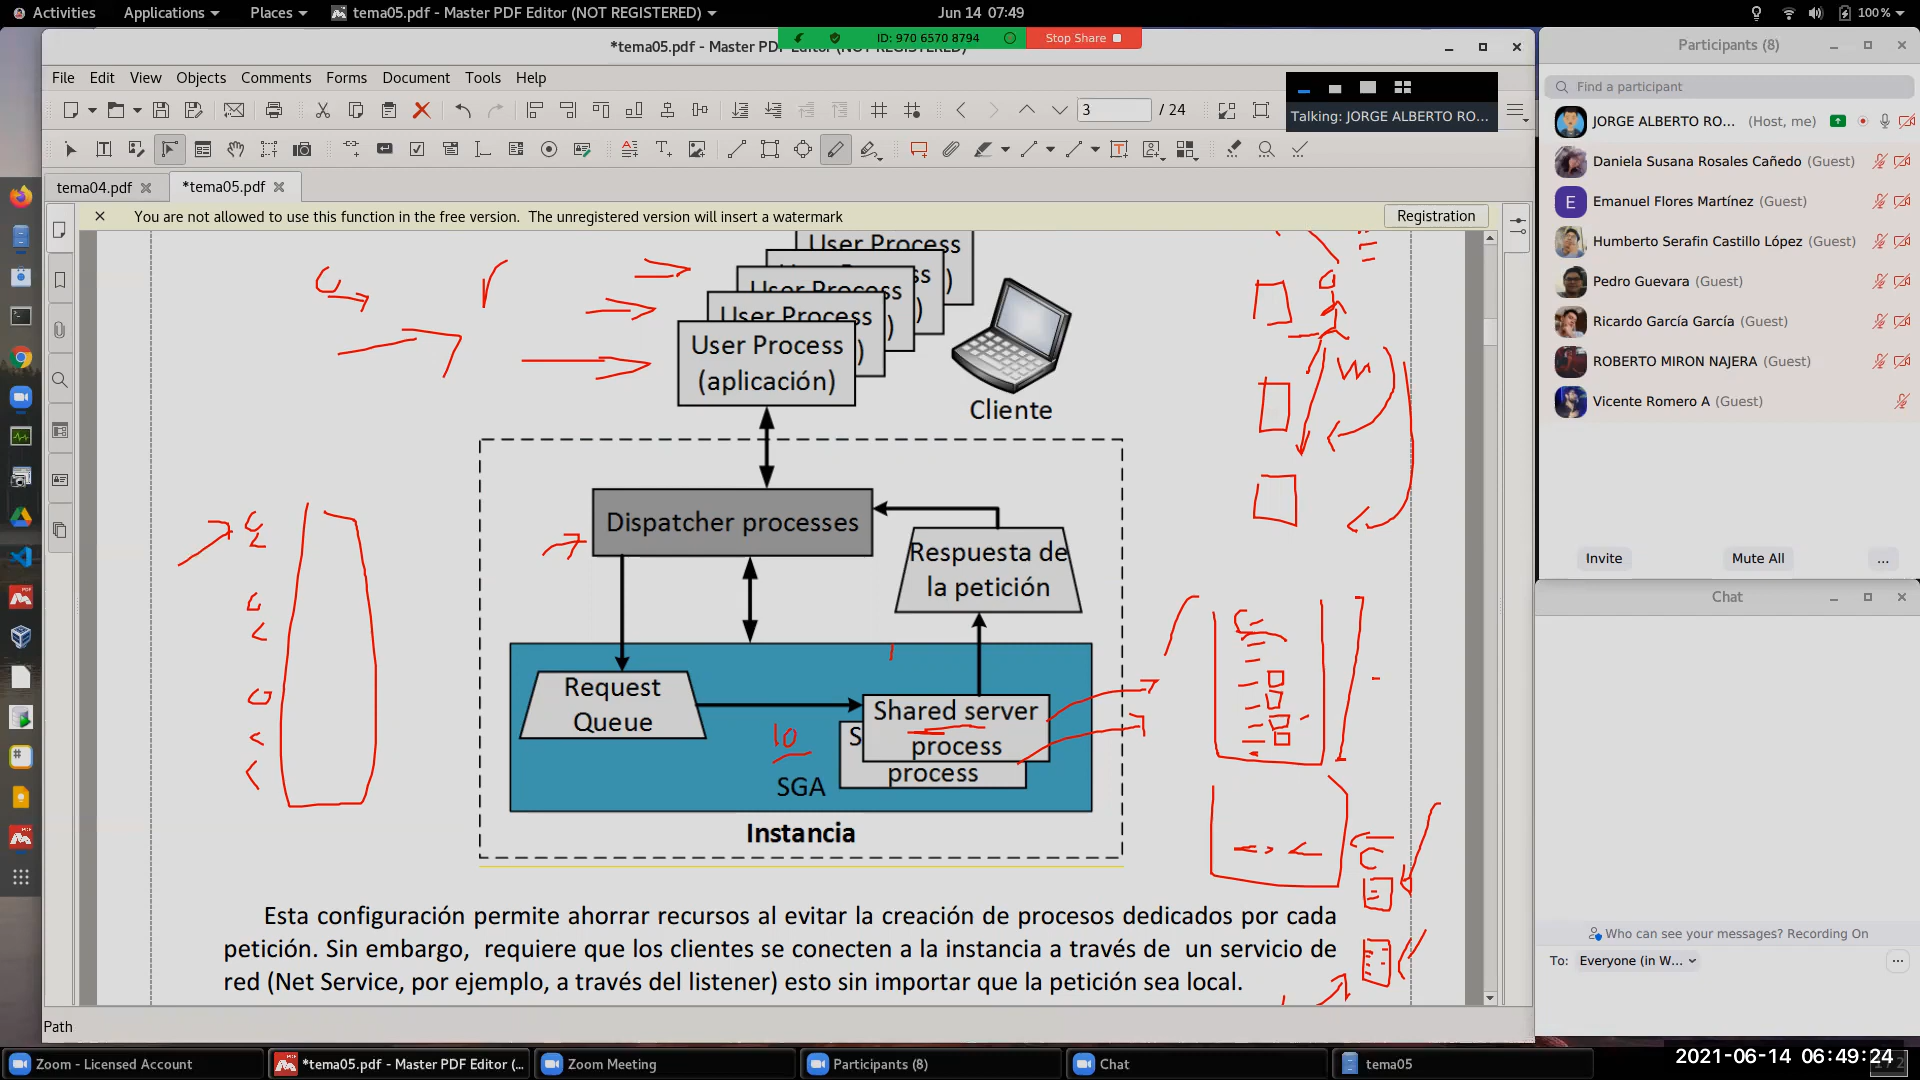 Activities
Applications
Places
tema05.pdf - Master PDF Editor (NOT REGISTERED)
Jun 14 07:49
100%
*tema05.pdf - Master PDF Editor (NOT REGISTERED)
ID: 970 6570 8794
Stop Share
File Edit View Objects Comments Forms Document Tools Help
3 / 24
Talking: JORGE ALBERTO RO...
tema04.pdf
*tema05.pdf
You are not allowed to use this function in the free version. The unregistered version will insert a watermark
Registration
User Process
User Process
User Process
User Process
(aplicación)
Cliente
Dispatcher processes
Respuesta de
la petición
Request
Queue
Shared server
process
process
10
SGA
Instancia
Esta configuración permite ahorrar recursos al evitar la creación de procesos dedicados por cada
petición. Sin embargo, requiere que los clientes se conecten a la instancia a través de un servicio de
red (Net Service, por ejemplo, a través del listener) esto sin importar que la petición sea local.
Path
Participants (8)
Find a participant
JORGE ALBERTO RO... (Host, me)
Daniela Susana Rosales Cañedo (Guest)
E
Emanuel Flores Martínez (Guest)
Humberto Serafin Castillo López (Guest)
Pedro Guevara (Guest)
Ricardo García García (Guest)
ROBERTO MIRON NAJERA (Guest)
Vicente Romero A (Guest)
Invite
Mute All
...
Chat
Who can see your messages? Recording On
To: Everyone (in W...
Zoom - Licensed Account
*tema05.pdf - Master PDF Editor (...
Zoom Meeting
Participants (8)
Chat
tema05
2021-06-14 06:49:24